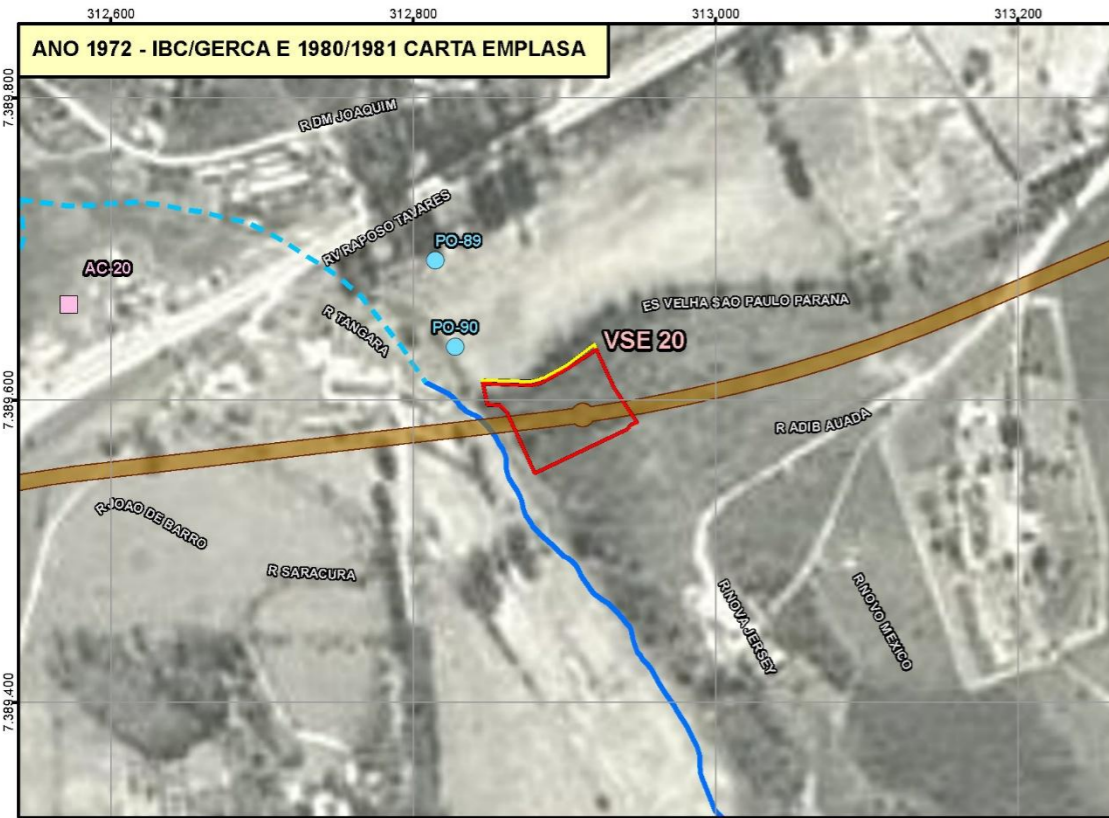 312,600
312,800
313,000
313,200
ANO 1972 - IBC/GERCA E 1980/1981 CARTA EMPLASA
7.389.800
R DM JOAQUIM
RV RAPOSO TAVARES
PO-89
AC-20
ES VELHA SAO PAULO PARANA
R TANGARA
PO-90
VSE 20
7.389.600
R ADIB AUADA
R JOAO DE BARRO
R SARACURA
R NOVA JERSEY
R NOVO MEXICO
7.389.400